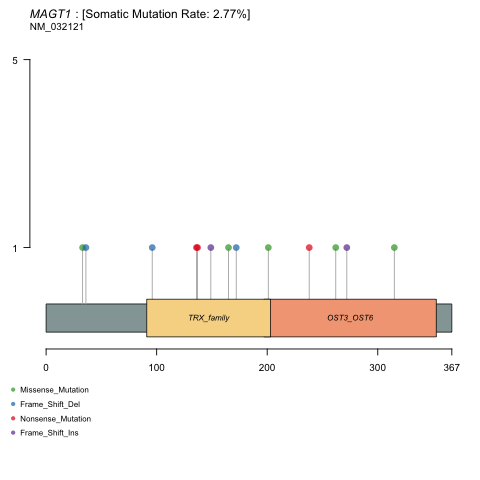 MAGT1 : [Somatic Mutation Rate: 2.77%]
NM_032121
5
1
TRX_family
OST3_OST6
0 100 200 300 367
Missense_Mutation
Frame_Shift_Del
Nonsense_Mutation
Frame_Shift_Ins